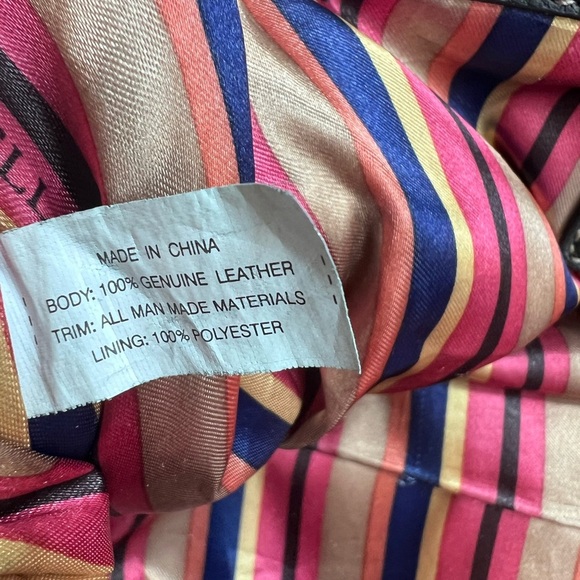 MADE IN CHINA
BODY: 100% GENUINE LEATHER
TRIM: ALL MAN MADE MATERIALS
LINING: 100% POLYESTER